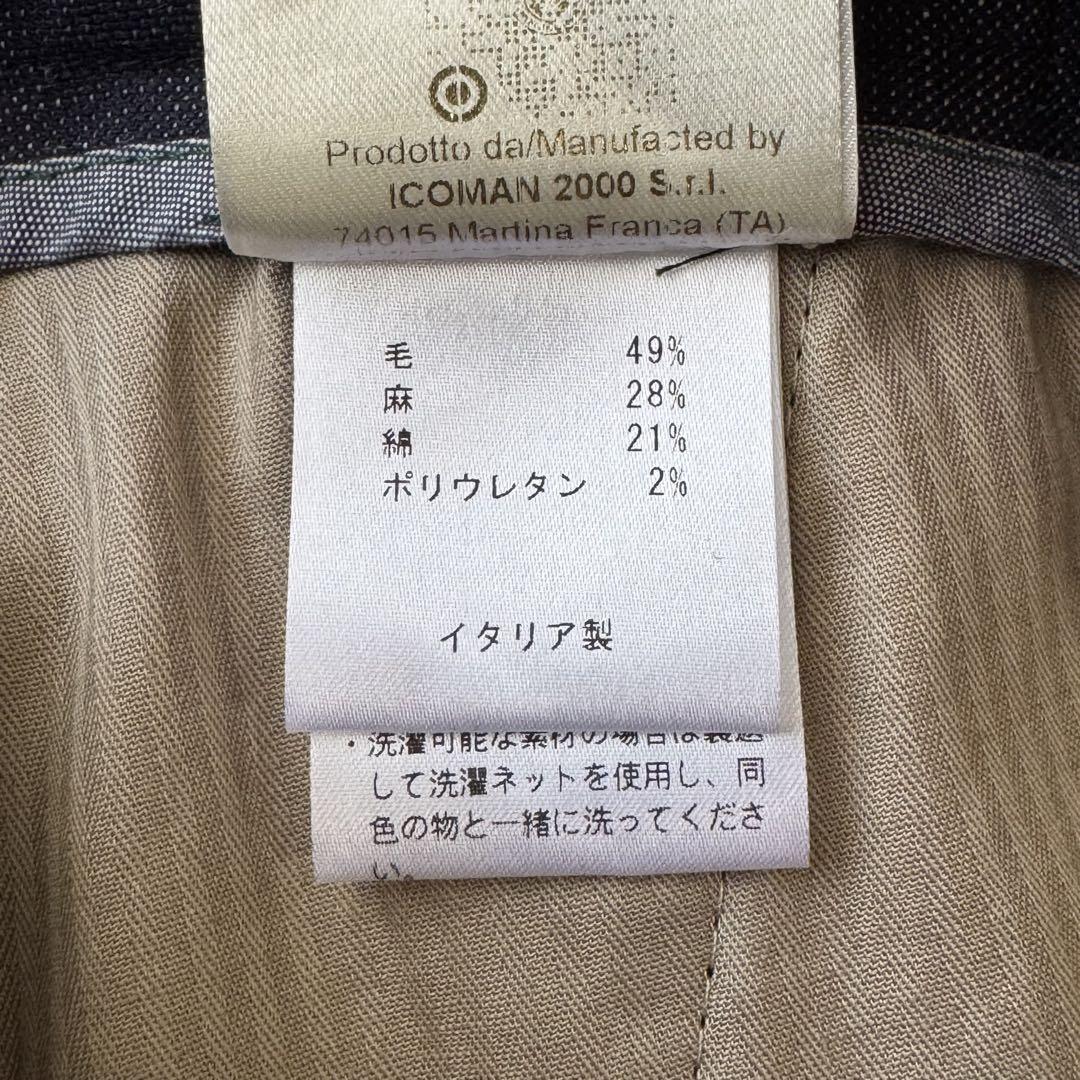 Prodotto da/Manufacted by
ICOMAN 2000 S.r.l.
74015 Madina Franca (TA)
毛 49%
麻 28%
綿 21%
ポリウレタン 2%
イタリア製
・洗濯可能な素材の場合は裏返
して洗濯ネットを使用し、同
色の物と一緒に洗ってくださ
い。